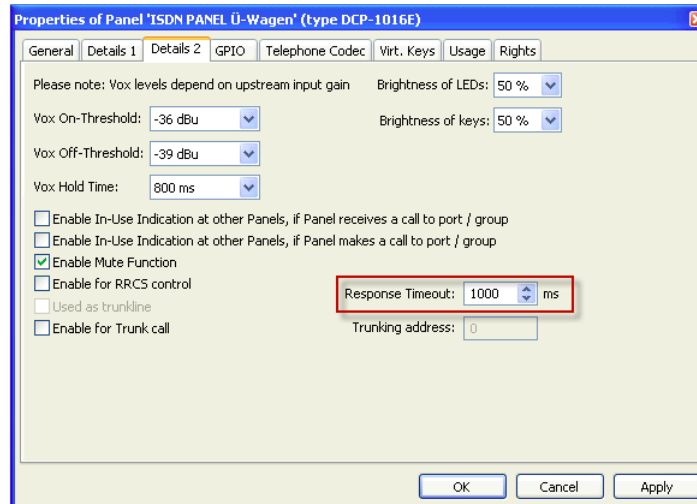 Properties of Panel 'ISDN PANEL Ü-Wagen' (type DCP-1016E)
General Details 1 Details 2 GPIO Telephone Codec Virt. Keys Usage Rights
Please note: Vox levels depend on upstream input gain Brightness of LEDs: 50 %
Vox On-Threshold: -36 dBu Brightness of keys: 50 %
Vox Off-Threshold: -39 dBu
Vox Hold Time: 800 ms
Enable In-Use Indication at other Panels, if Panel receives a call to port / group
Enable In-Use Indication at other Panels, if Panel makes a call to port / group
Enable Mute Function
Enable for RRCS control Response Timeout: 1000 ms
Used as trunkline
Enable for Trunk call Trunking address: 0
OK Cancel Apply